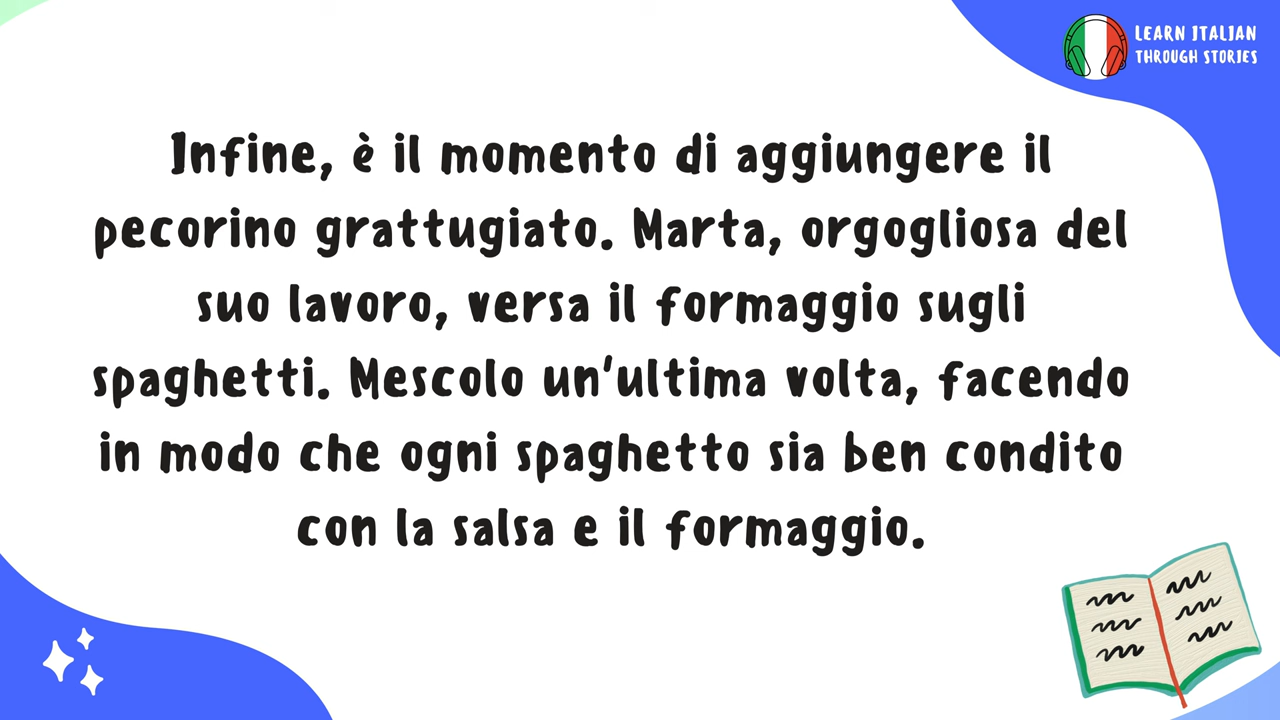 LEARN ITALIAN
THROUGH STORIES
Infine, è il momento di aggiungere il
pecorino grattugiato. Marta, orgogliosa del
suo lavoro, versa il formaggio sugli
spaghetti. Mescolo un'ultima volta, facendo
in modo che ogni spaghetto sia ben condito
con la salsa e il formaggio.